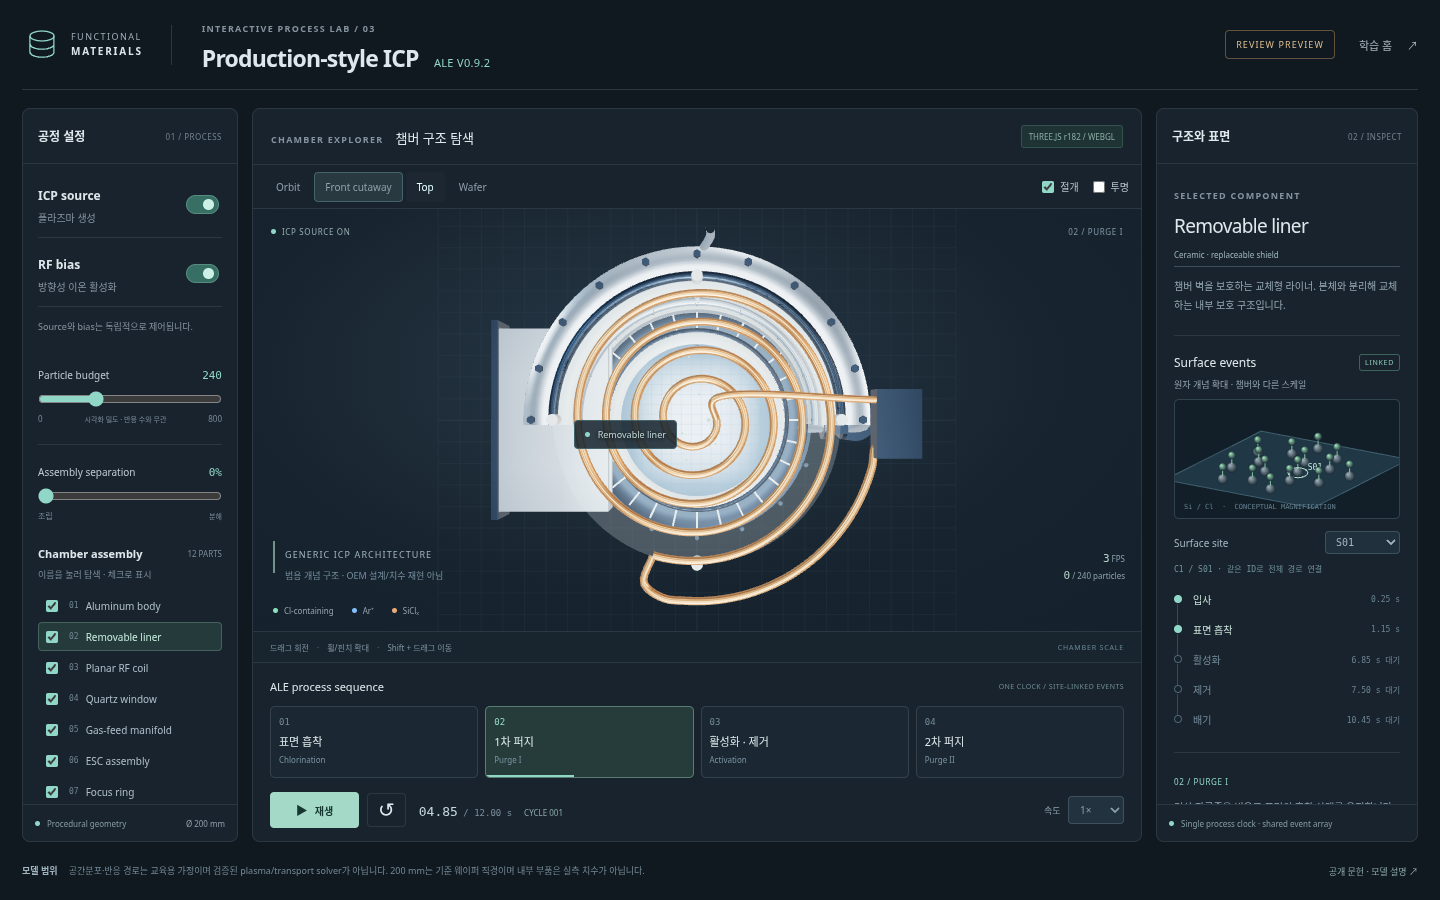 FUNCTIONAL
MATERIALS
INTERACTIVE PROCESS LAB / 03
Production-style ICP ALE V0.9.2
REVIEW PREVIEW
학습 홈 ↗
공정 설정 01 / PROCESS
ICP source
플라즈마 생성
RF bias
방향성 이온 활성화
Source와 bias는 독립적으로 제어됩니다.
Particle budget 240
0 시각화 밀도 · 반응 수와 무관 800
Assembly separation 0%
조립 분해
Chamber assembly 12 PARTS
이름을 눌러 탐색 · 체크로 표시
01 Aluminum body
02 Removable liner
03 Planar RF coil
04 Quartz window
05 Gas-feed manifold
06 ESC assembly
07 Focus ring
Procedural geometry Ø 200 mm
CHAMBER EXPLORER 챔버 구조 탐색
THREE.JS r182 / WEBGL
Orbit Front cutaway Top Wafer
절개 투명
ICP SOURCE ON 02 / PURGE I
Removable liner
GENERIC ICP ARCHITECTURE
범용 개념 구조 · OEM 설계/치수 재현 아님
3 FPS
0 / 240 particles
Cl-containing Ar⁺ SiClₓ
드래그 회전 · 휠/핀치 확대 · Shift + 드래그 이동 CHAMBER SCALE
ALE process sequence ONE CLOCK / SITE-LINKED EVENTS
01
표면 흡착
Chlorination
02
1차 퍼지
Purge I
03
활성화 · 제거
Activation
04
2차 퍼지
Purge II
▶ 재생 ↺ 04.85 / 12.00 s CYCLE 001 속도 1×
구조와 표면 02 / INSPECT
SELECTED COMPONENT
Removable liner
Ceramic · replaceable shield
챔버 벽을 보호하는 교체형 라이너. 본체와 분리해 교체
하는 내부 보호 구조입니다.
Surface events LINKED
원자 개념 확대 · 챔버와 다른 스케일
S01
Si / Cl · CONCEPTUAL MAGNIFICATION
Surface site S01
C1 / S01 · 같은 ID로 전체 경로 연결
입사 0.25 s
표면 흡착 1.15 s
활성화 6.85 s 대기
제거 7.50 s 대기
배기 10.45 s 대기
02 / PURGE I
Single process clock · shared event array
모델 범위 공간분포·반응 경로는 교육용 가정이며 검증된 plasma/transport solver가 아닙니다. 200 mm는 기준 웨이퍼 직경이며 내부 부품은 실측 치수가 아닙니다.
공개 문헌 · 모델 설명 ↗